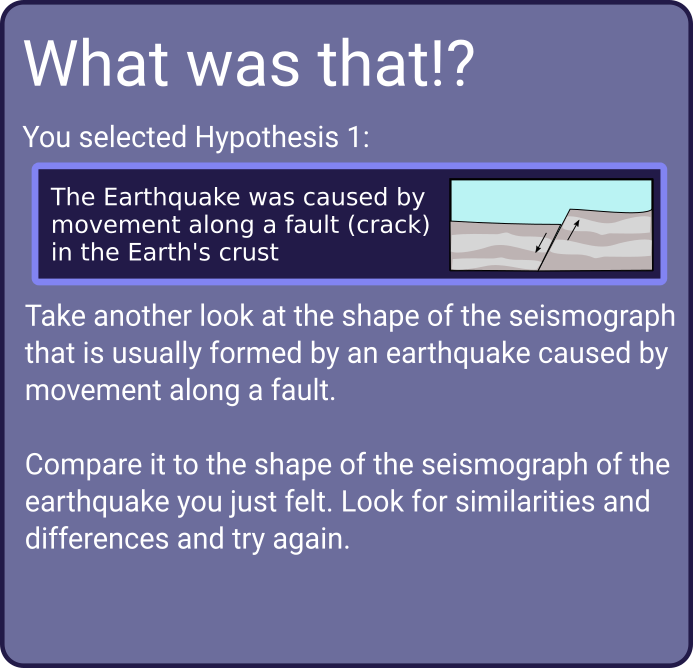 What was that!?
You selected Hypothesis 1:
The Earthquake was caused by
movement along a fault (crack)
in the Earth's crust
Take another look at the shape of the seismograph
that is usually formed by an earthquake caused by
movement along a fault.
Compare it to the shape of the seismograph of the
earthquake you just felt. Look for similarities and
differences and try again.